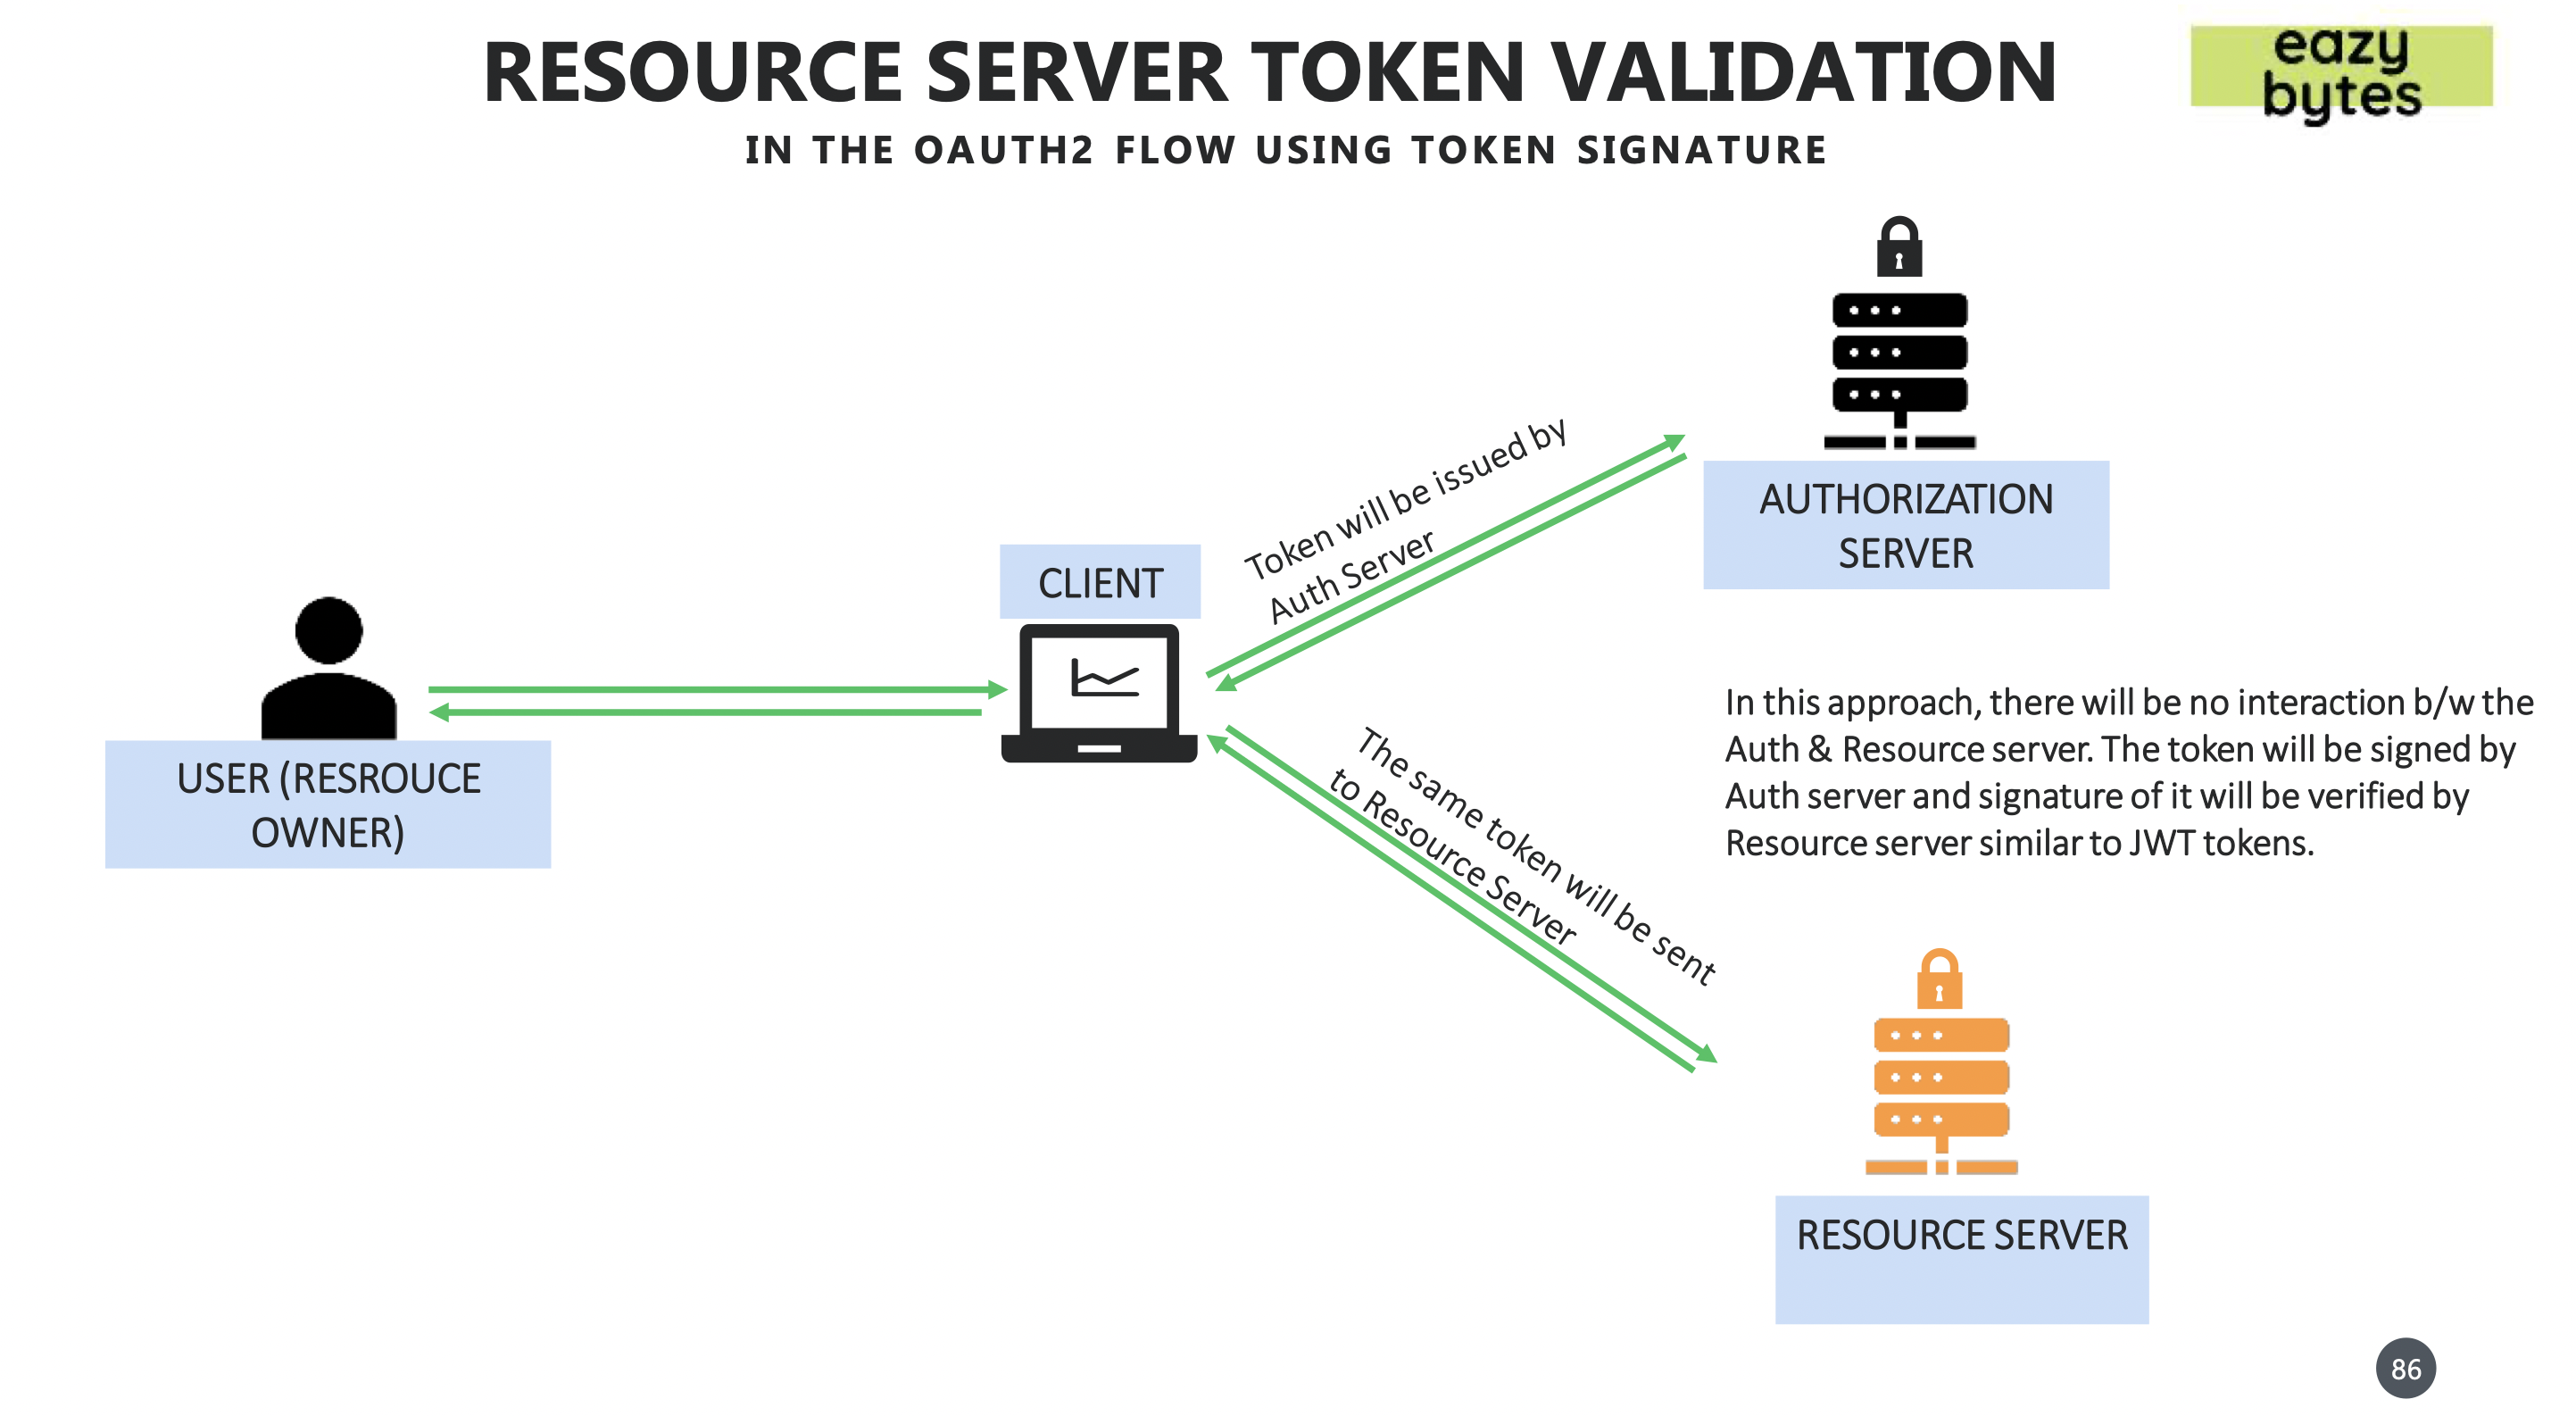 RESOURCE SERVER TOKEN VALIDATION
eazy
bytes
IN THE OAUTH2 FLOW USING TOKEN SIGNATURE
Token will be issued by
Auth Server
AUTHORIZATION
SERVER
CLIENT
USER (RESROUCE
OWNER)
In this approach, there will be no interaction b/w the
Auth & Resource server. The token will be signed by
Auth server and signature of it will be verified by
Resource server similar to JWT tokens.
The same token will be sent
to Resource Server
RESOURCE SERVER
86